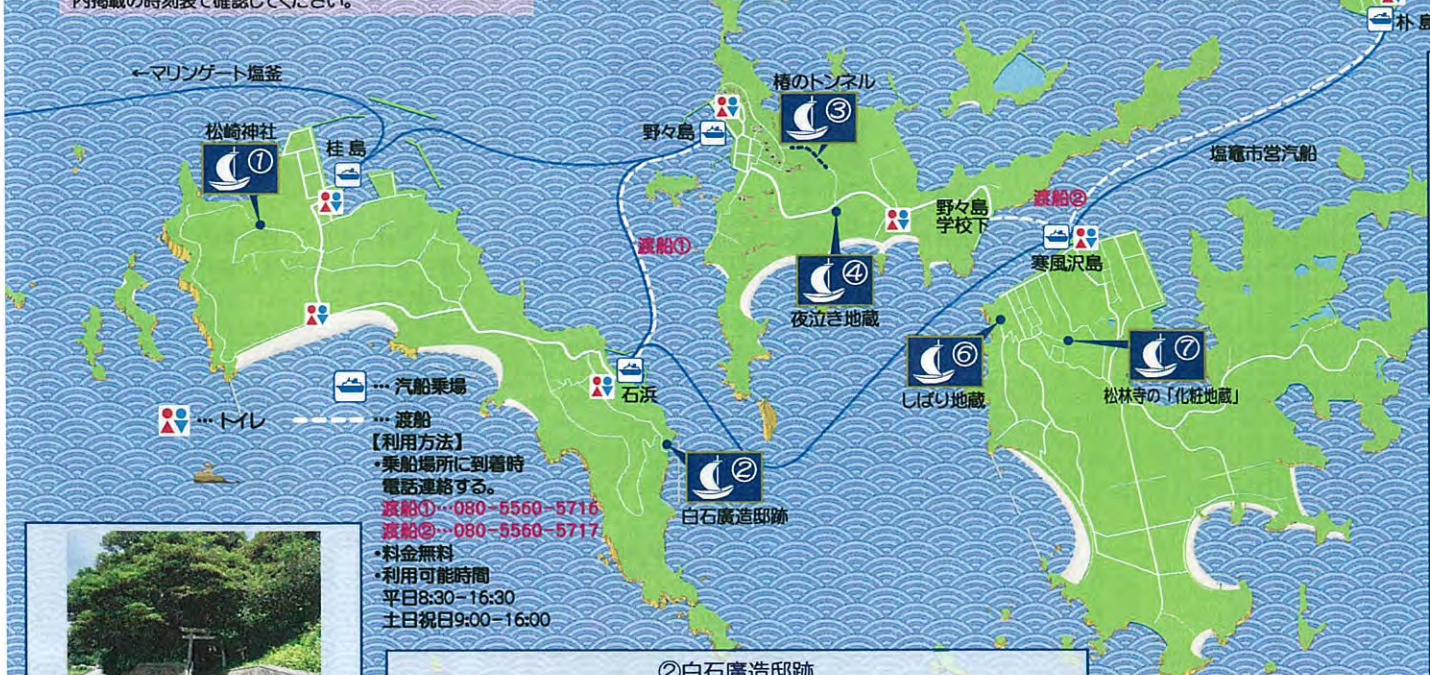 内掲載の時刻表で確認してください。
朴島
←マリンゲート塩釜
松崎神社
①
桂島
野々島
椿のトンネル
③
塩竈市営汽船
渡船①
野々島
学校下
渡船②
寒風沢島
④
夜泣き地蔵
⑥
しばり地蔵
⑦
松林寺の「化粧地蔵」
石浜
②
白石廣造邸跡
… 汽船乗場
… トイレ
… 渡船
【利用方法】
・乗船場所に到着時
電話連絡する。
渡船①…080-5560-5716
渡船②…080-5560-5717
・料金無料
・利用可能時間
平日8:30-16:30
土日祝日9:00-16:00
②白石廣造邸跡